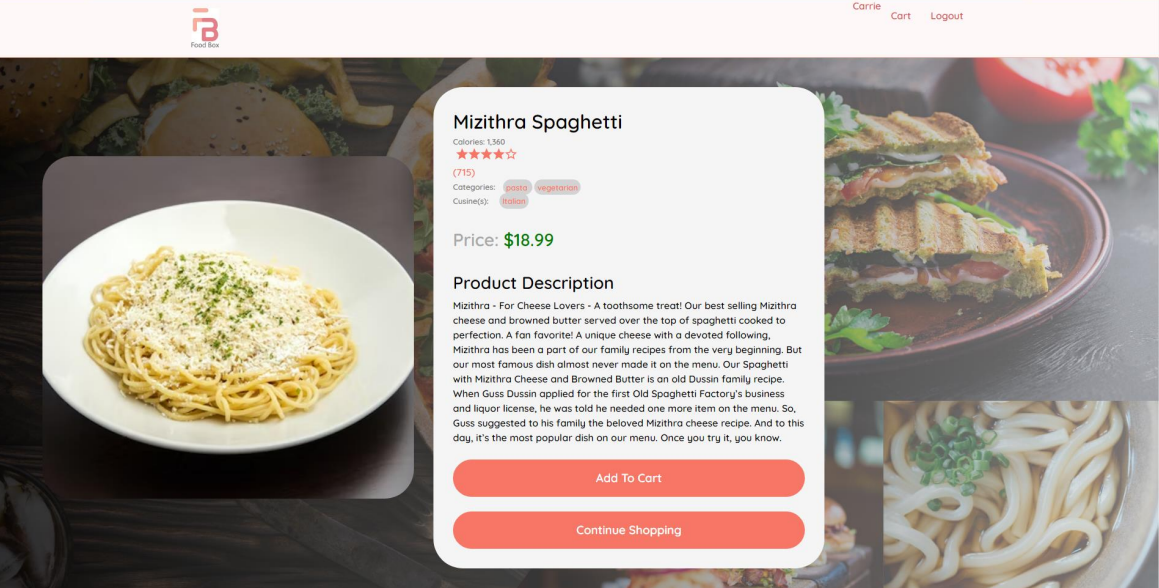 Carrie
Cart
Logout
FB
Food Box
Mizithra Spaghetti
Calories: 1,360
(715)
Categories: pasta vegetarian
Cusine(s): Italian
Price: $18.99
Product Description
Mizithra - For Cheese Lovers - A toothsome treat! Our best selling Mizithra
cheese and browned butter served over the top of spaghetti cooked to
perfection. A fan favorite! A unique cheese with a devoted following,
Mizithra has been a part of our family recipes from the very beginning. But
our most famous dish almost never made it on the menu. Our Spaghetti
with Mizithra Cheese and Browned Butter is an old Dussin family recipe.
When Guss Dussin applied for the first Old Spaghetti Factory's business
and liquor license, he was told he needed one more item on the menu. So,
Guss suggested to his family the beloved Mizithra cheese recipe. And to this
day, it's the most popular dish on our menu. Once you try it, you know.
Add To Cart
Continue Shopping